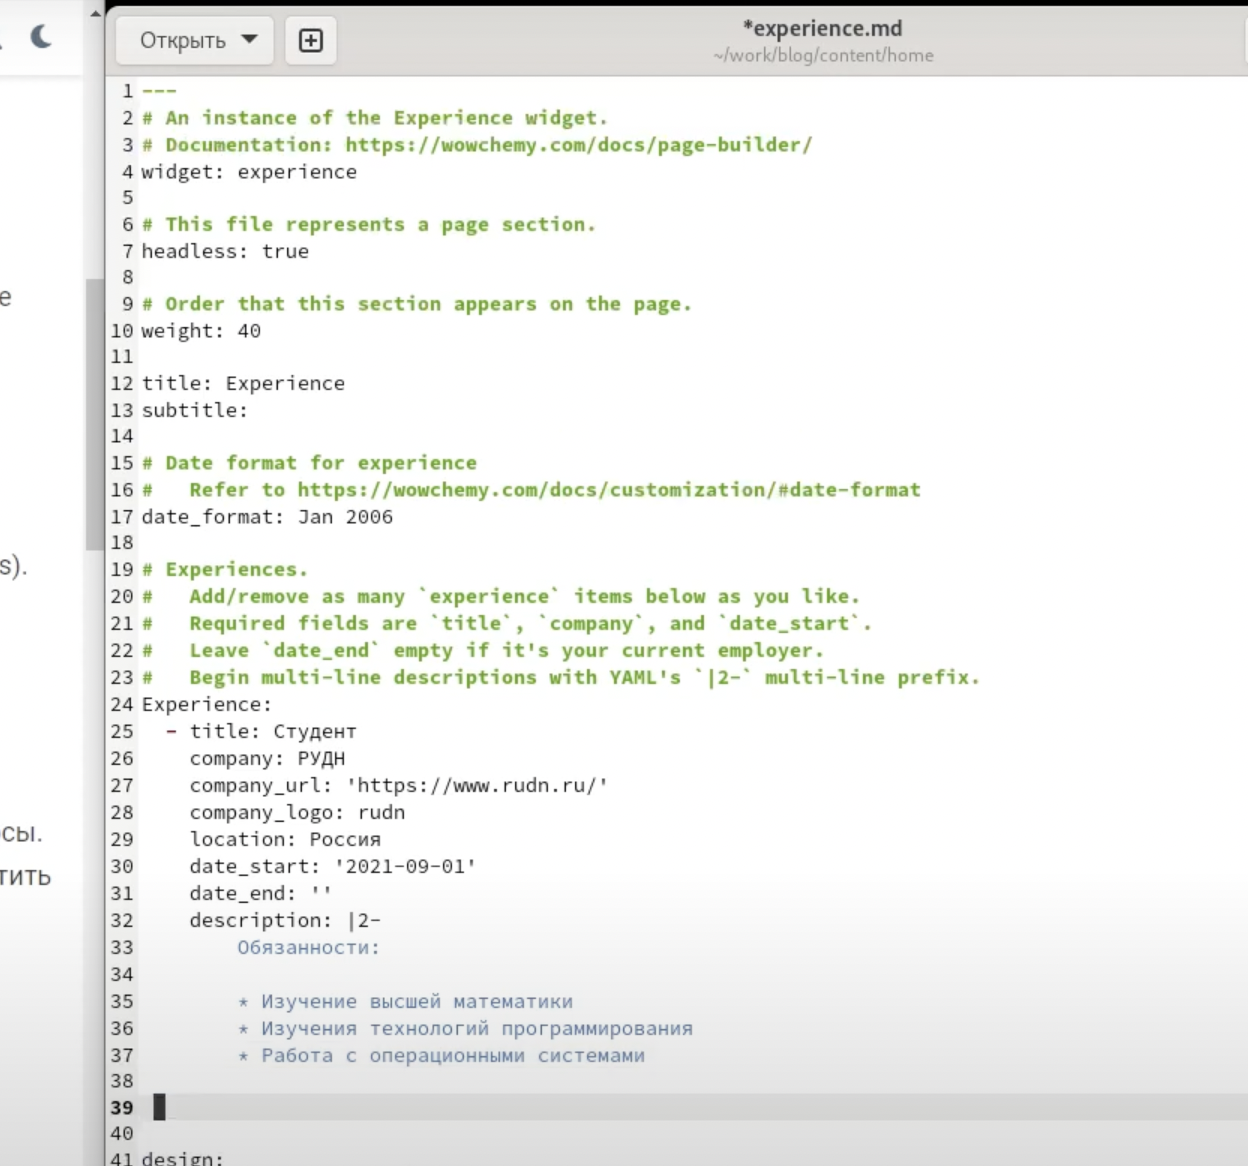 Открыть
*experience.md
~/work/blog/content/home
е
s).
сы.
тить
1 ---
2 # An instance of the Experience widget.
3 # Documentation: https://wowchemy.com/docs/page-builder/
4 widget: experience
5
6 # This file represents a page section.
7 headless: true
8
9 # Order that this section appears on the page.
10 weight: 40
11
12 title: Experience
13 subtitle:
14
15 # Date format for experience
16 #   Refer to https://wowchemy.com/docs/customization/#date-format
17 date_format: Jan 2006
18
19 # Experiences.
20 #   Add/remove as many `experience` items below as you like.
21 #   Required fields are `title`, `company`, and `date_start`.
22 #   Leave `date_end` empty if it's your current employer.
23 #   Begin multi-line descriptions with YAML's `|2-` multi-line prefix.
24 Experience:
25   - title: Студент
26     company: РУДН
27     company_url: 'https://www.rudn.ru/'
28     company_logo: rudn
29     location: Россия
30     date_start: '2021-09-01'
31     date_end: ''
32     description: |2-
33         Обязанности:
34
35         * Изучение высшей математики
36         * Изучения технологий программирования
37         * Работа с операционными системами
38
39
40
41 design: